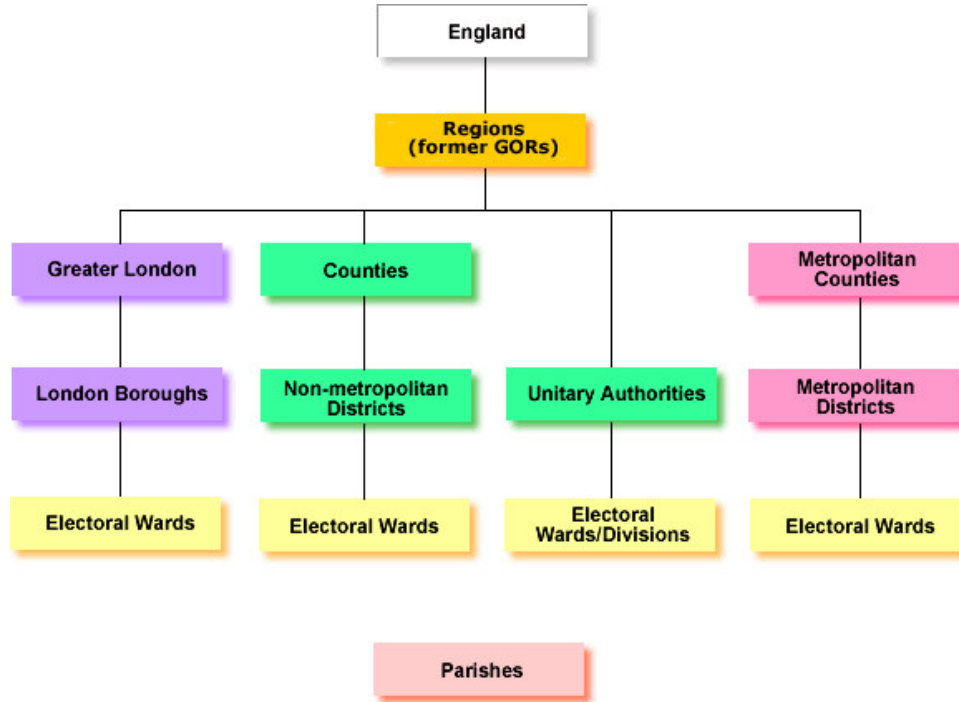 England
Regions
(former GORs)
Greater London
Counties
Metropolitan
Counties
London Boroughs
Non-metropolitan
Districts
Unitary Authorities
Metropolitan
Districts
Electoral Wards
Electoral Wards
Electoral
Wards/Divisions
Electoral Wards
Parishes